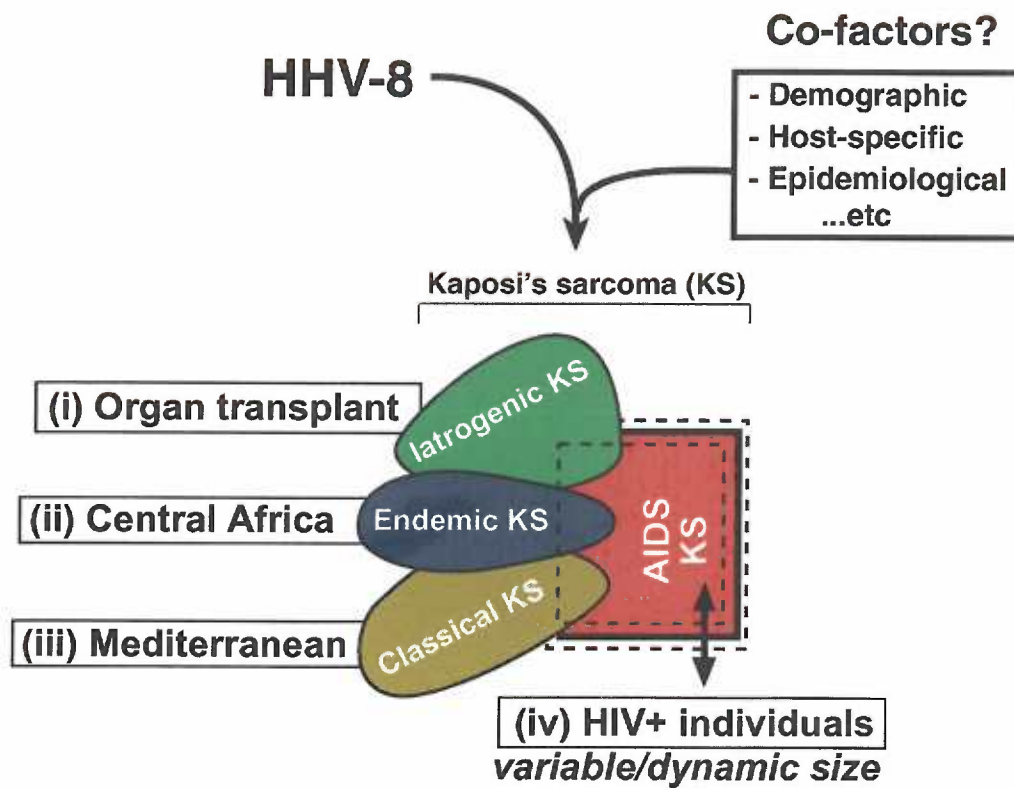 Co-factors?
HHV-8
- Demographic
- Host-specific
- Epidemiological
...etc
Kaposi's sarcoma (KS)
(i) Organ transplant
Iatrogenic KS
(ii) Central Africa
Endemic KS
AIDS
KS
(iii) Mediterranean
Classical KS
(iv) HIV+ individuals
variable/dynamic size